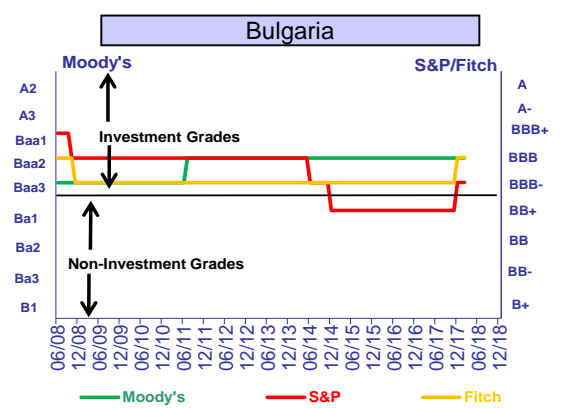 Bulgaria
Moody's S&P/Fitch
A2 A
A3 A-
Baa1 Investment Grades BBB+
Baa2 BBB
Baa3 BBB-
Ba1 BB+
Ba2 BB
Non-Investment Grades
Ba3 BB-
B1 B+
06/08 12/08 06/09 12/09 06/10 12/10 06/11 12/11 06/12 12/12 06/13 12/13 06/14 12/14 06/15 12/15 06/16 12/16 06/17 12/17 06/18 12/18
Moody's S&P Fitch